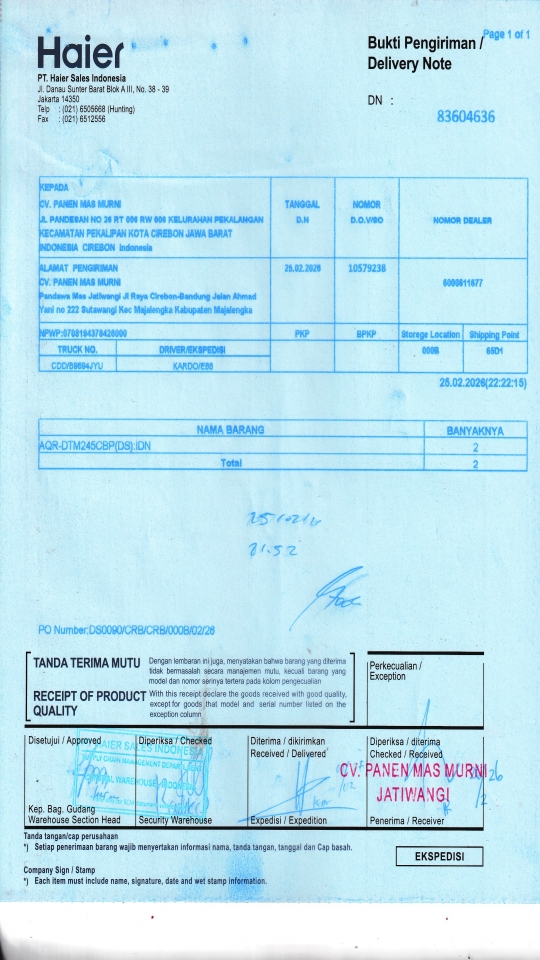 Page 1 of 1
Haier
Bukti Pengiriman /
Delivery Note
PT. Haier Sales Indonesia
Jl. Danau Sunter Barat Blok A III, No. 38 - 39
Jakarta 14350
Telp : (021) 6505668 (Hunting)
Fax : (021) 6512556
DN :
83604636
KEPADA
CV. PANEN MAS MURNI
JL PANDESAN NO 26 RT 006 RW 006 KELURAHAN PEKALANGAN
KECAMATAN PEKALIPAN KOTA CIREBON JAWA BARAT
INDONESIA CIREBON Indonesia
TANGGAL
D.N
NOMOR
D.O.V/SO
NOMOR DEALER
ALAMAT PENGIRIMAN
CV. PANEN MAS MURNI
Pandawa Mas Jatiwangi Jl Raya Cirebon-Bandung Jalan Ahmad
Yani no 222 Sutawangi Kec Majalengka Kabupaten Majalengka
25.02.2026
10579238
NPWP:
PKP
BPKP
Storege Location
Shipping Point
TRUCK NO.
DRIVER/EKSPEDISI
000B
65D1
KARDO/E88
25.02.2026(22:22:15)
NAMA BARANG
BANYAKNYA
AQR-DTM245CBP(DS):IDN
2
Total
2
21.52
PO Number:DS0090/CRB/CRB/000B/02/26
TANDA TERIMA MUTU
Dengan lembaran ini juga, menyatakan bahwa barang yang diterima
tidak bermasalah secara manajemen mutu, kecuali barang yang
model dan nomor serinya tertera pada kolom pengecualian
RECEIPT OF PRODUCT
QUALITY
With this receipt declare the goods received with good quality,
except for goods that model and serial number listed on the
exception column
Perkecualian /
Exception
Disetujui / Approved
Diperiksa / Checked
Diterima / dikirimkan
Received / Delivered
Diperiksa / diterima
Checked / Received
HAIER SALES INDONESIA
CV. PANEN MAS MURNI
JATIWANGI
Kep. Bag. Gudang
Warehouse Section Head
Security Warehouse
Expedisi / Expedition
Penerima / Receiver
Tanda tangan/cap perusahaan
*) Setiap penerimaan barang wajib menyertakan informasi nama, tanda tangan, tanggal dan Cap basah.
EKSPEDISI
Company Sign / Stamp
*) Each item must include name, signature, date and wet stamp information.